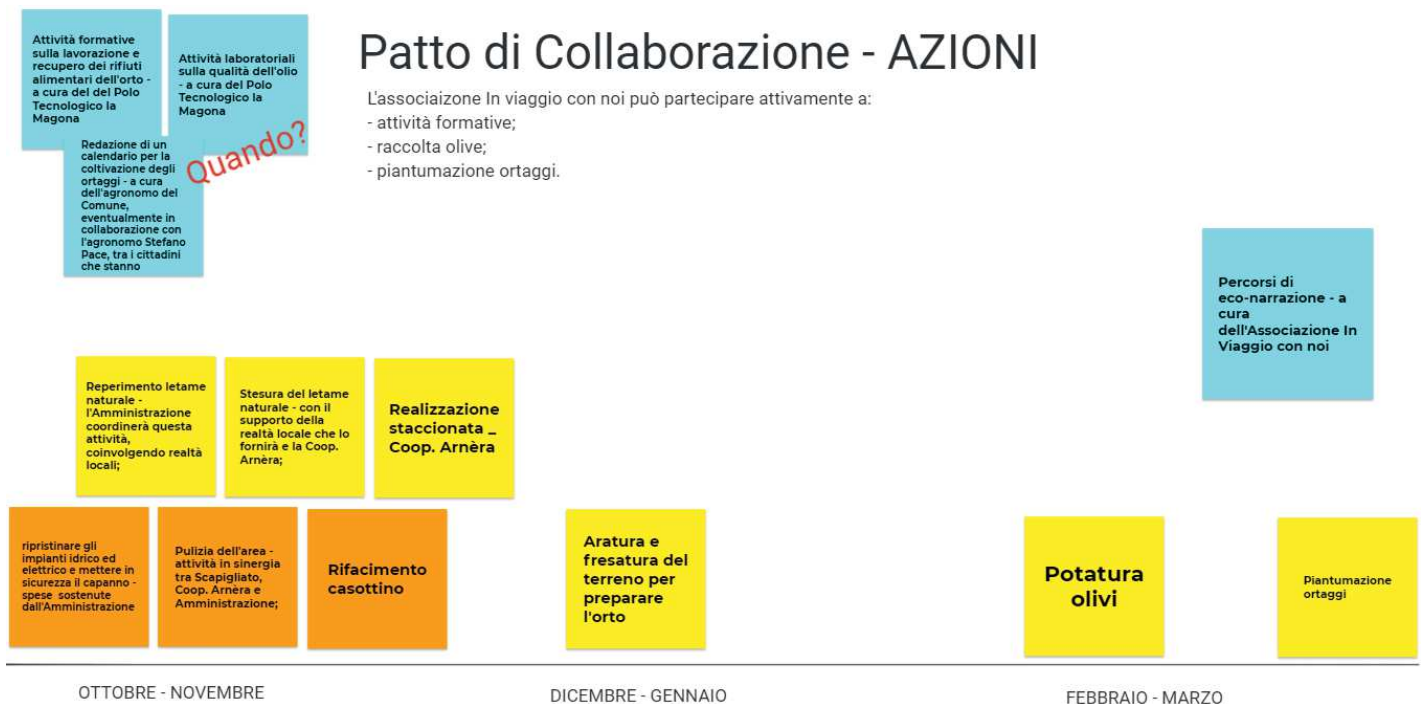 Patto di Collaborazione - AZIONI
L'associaizone In viaggio con noi può partecipare attivamente a:
- attività formative;
- raccolta olive;
- piantumazione ortaggi.
Attività formative
sulla lavorazione e
recupero dei rifiuti
alimentari dell'orto -
a cura del del Polo
Tecnologico la
Magona
Attività laboratoriali
sulla qualità dell'olio
- a cura del Polo
Tecnologico la
Magona
Quando?
Redazione di un
calendario per la
coltivazione degli
ortaggi - a cura
dell'agronomo del
Comune,
eventualmente in
collaborazione con
l'agronomo Stefano
Pace, tra i cittadini
che stanno
Percorsi di
eco-narrazione - a
cura
dell'Associazione In
Viaggio con noi
Reperimento letame
naturale -
l'Amministrazione
coordinerà questa
attività,
coinvolgendo realtà
locali;
Stesura del letame
naturale - con il
supporto della
realtà locale che lo
fornirà e la Coop.
Arnèra;
Realizzazione
staccionata _
Coop. Arnèra
ripristinare gli
impianti idrico ed
elettrico e mettere in
sicurezza il capanno -
spese sostenute
dall'Amministrazione
Pulizia dell'area -
attività in sinergia
tra Scapigliato,
Coop. Arnèra e
Amministrazione;
Rifacimento
casottino
Aratura e
fresatura del
terreno per
preparare
l'orto
Potatura
olivi
Piantumazione
ortaggi
OTTOBRE - NOVEMBRE
DICEMBRE - GENNAIO
FEBBRAIO - MARZO